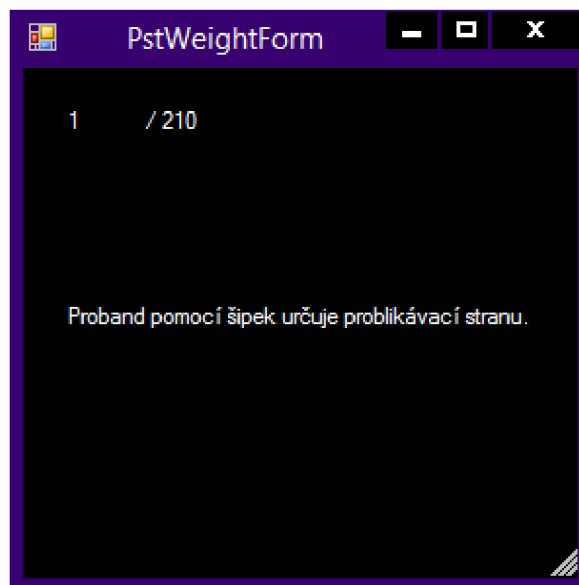 PstWeightForm
1 / 210
Proband pomocí šipek určuje problikávací stranu.